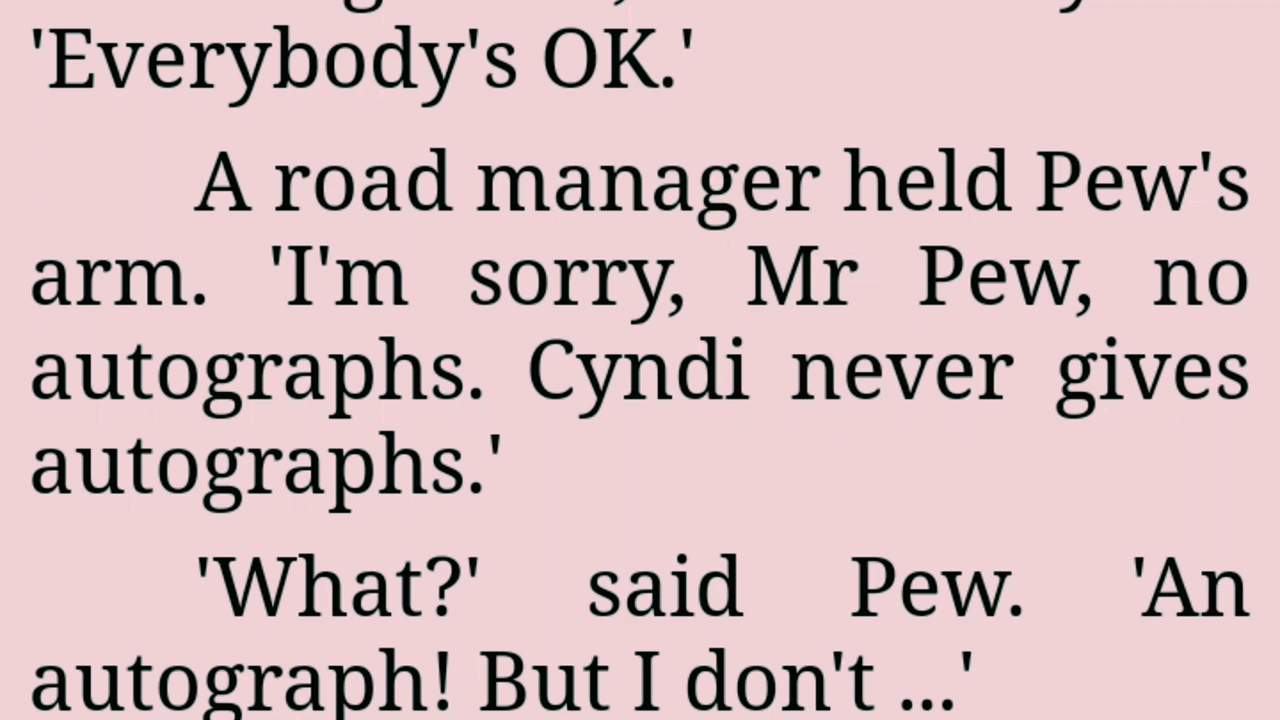 'Everybody's OK.'
A road manager held Pew's
arm. 'I'm sorry, Mr Pew, no
autographs. Cyndi never gives
autographs.'
'What?' said Pew. 'An
autograph! But I don't ...'